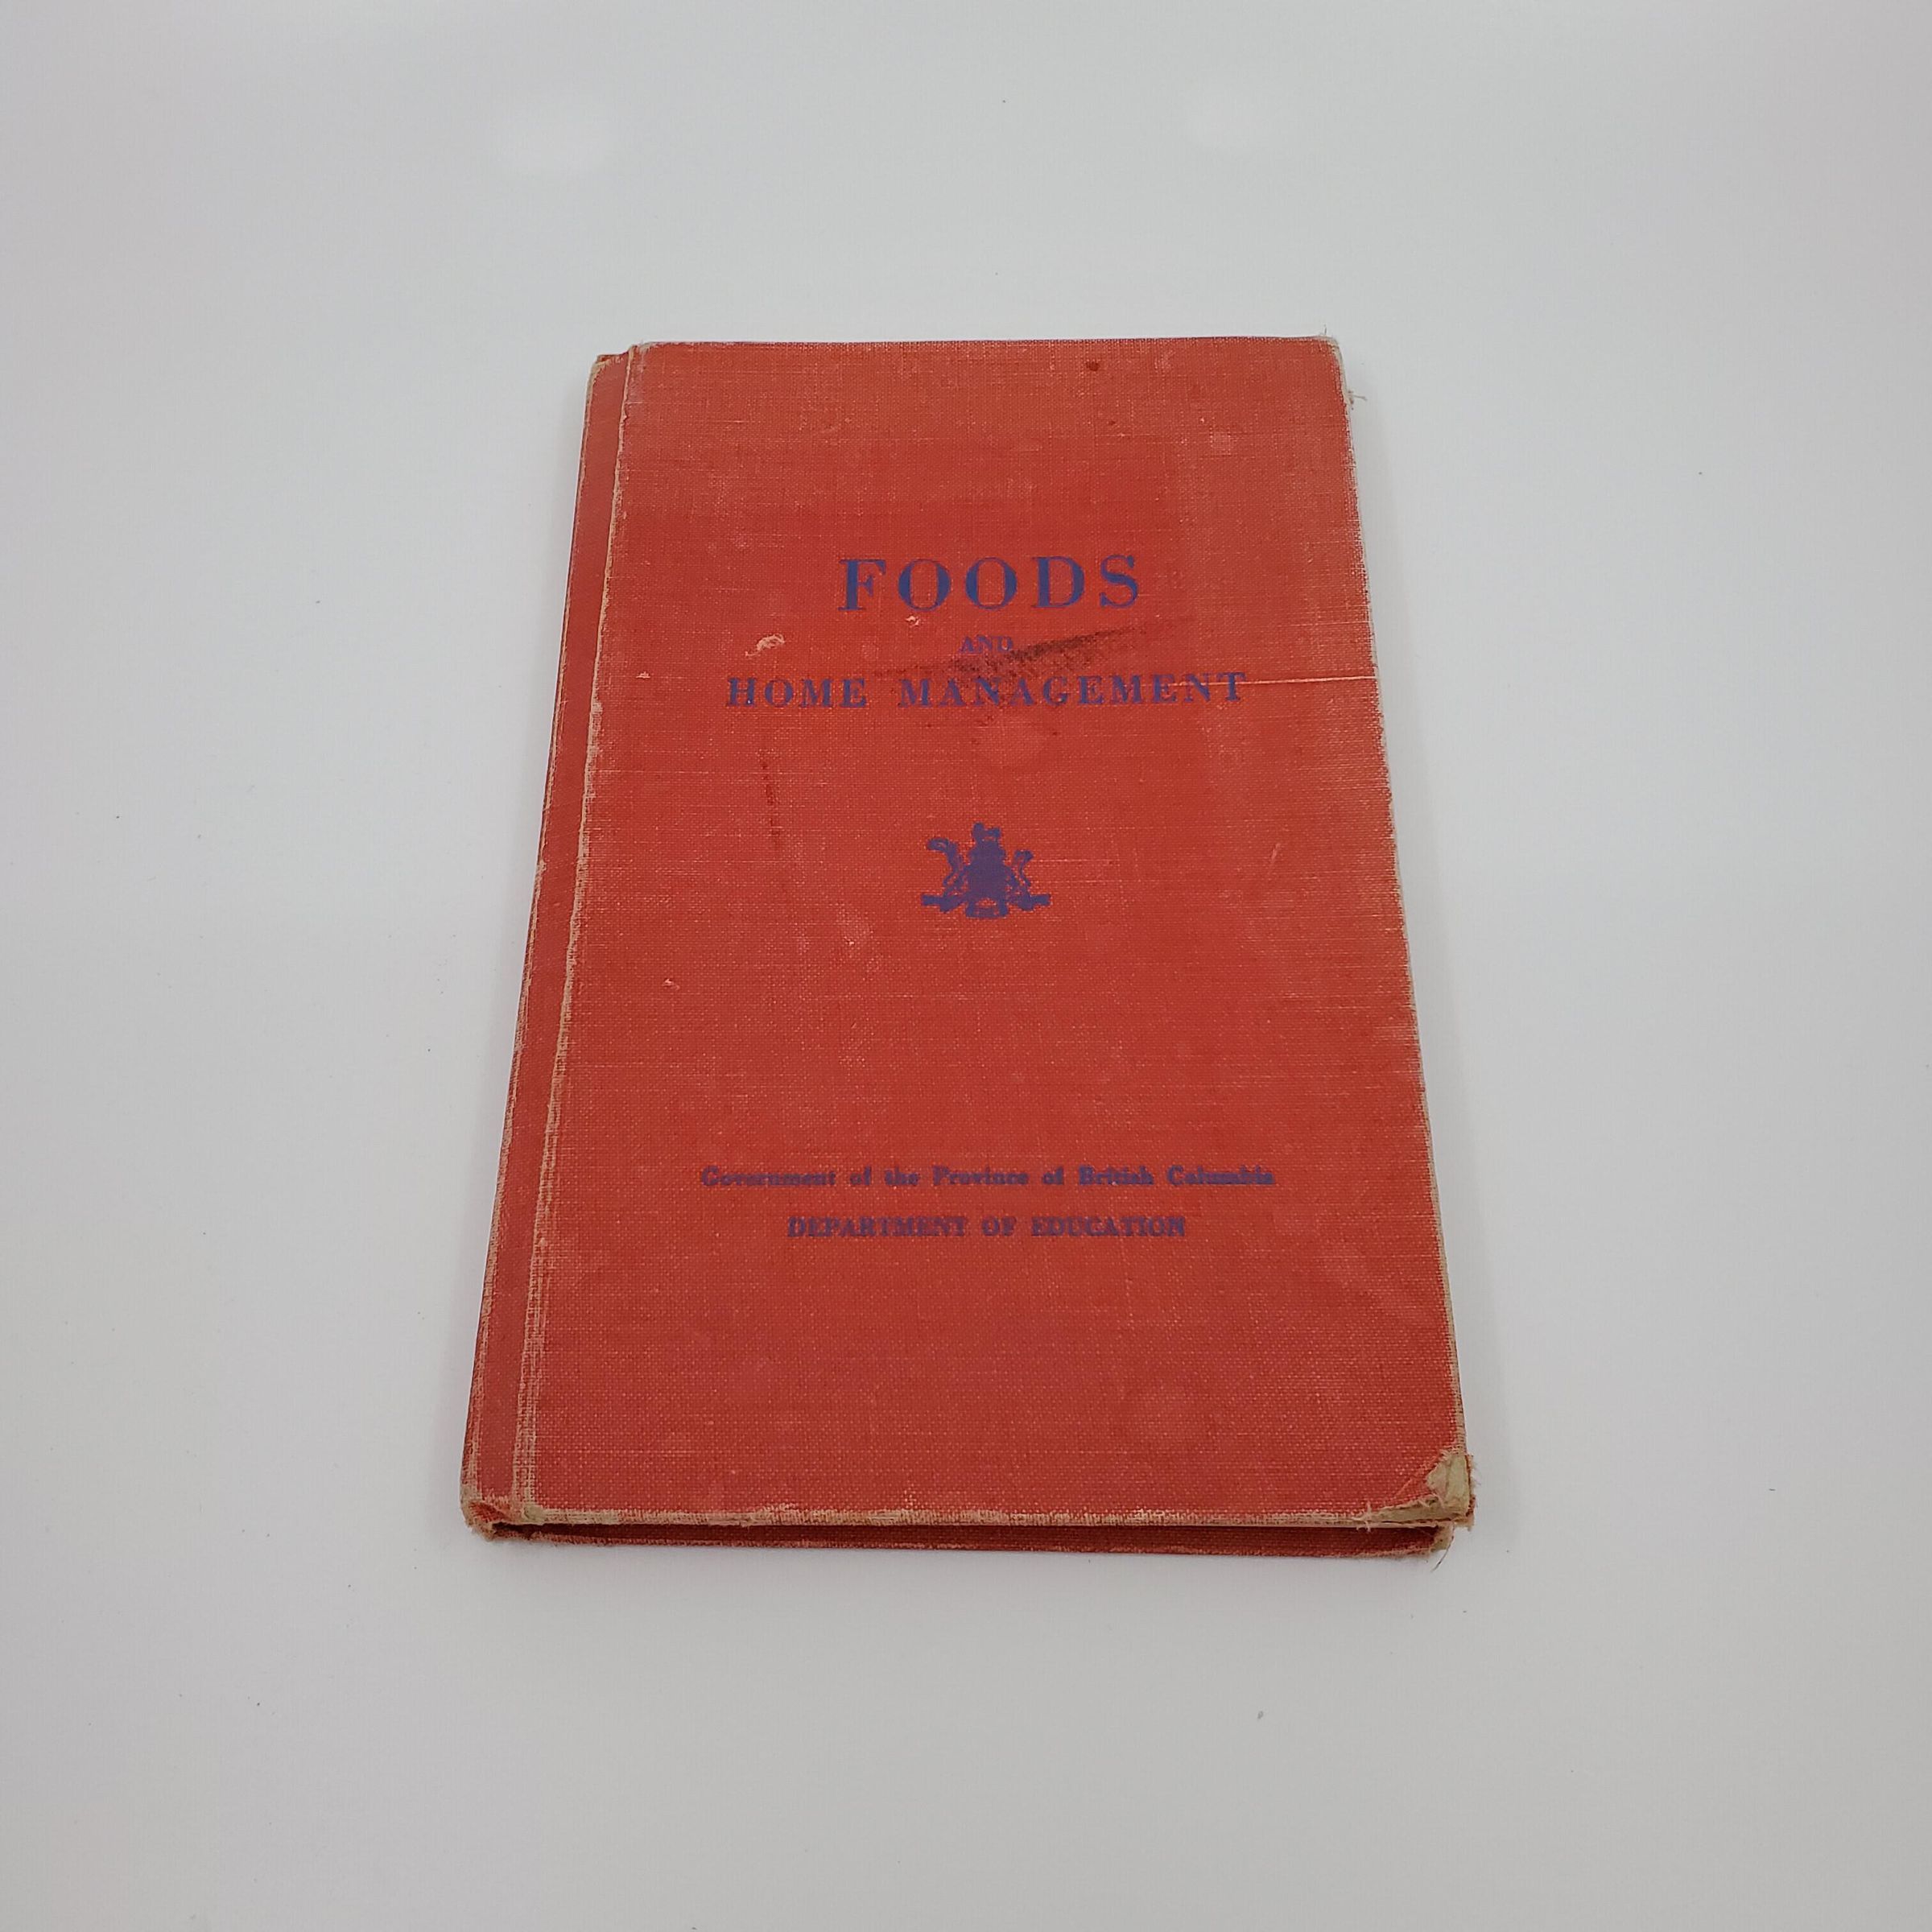 FOODS
AND
HOME MANAGEMENT
Government of the Province of British Columbia
DEPARTMENT OF EDUCATION